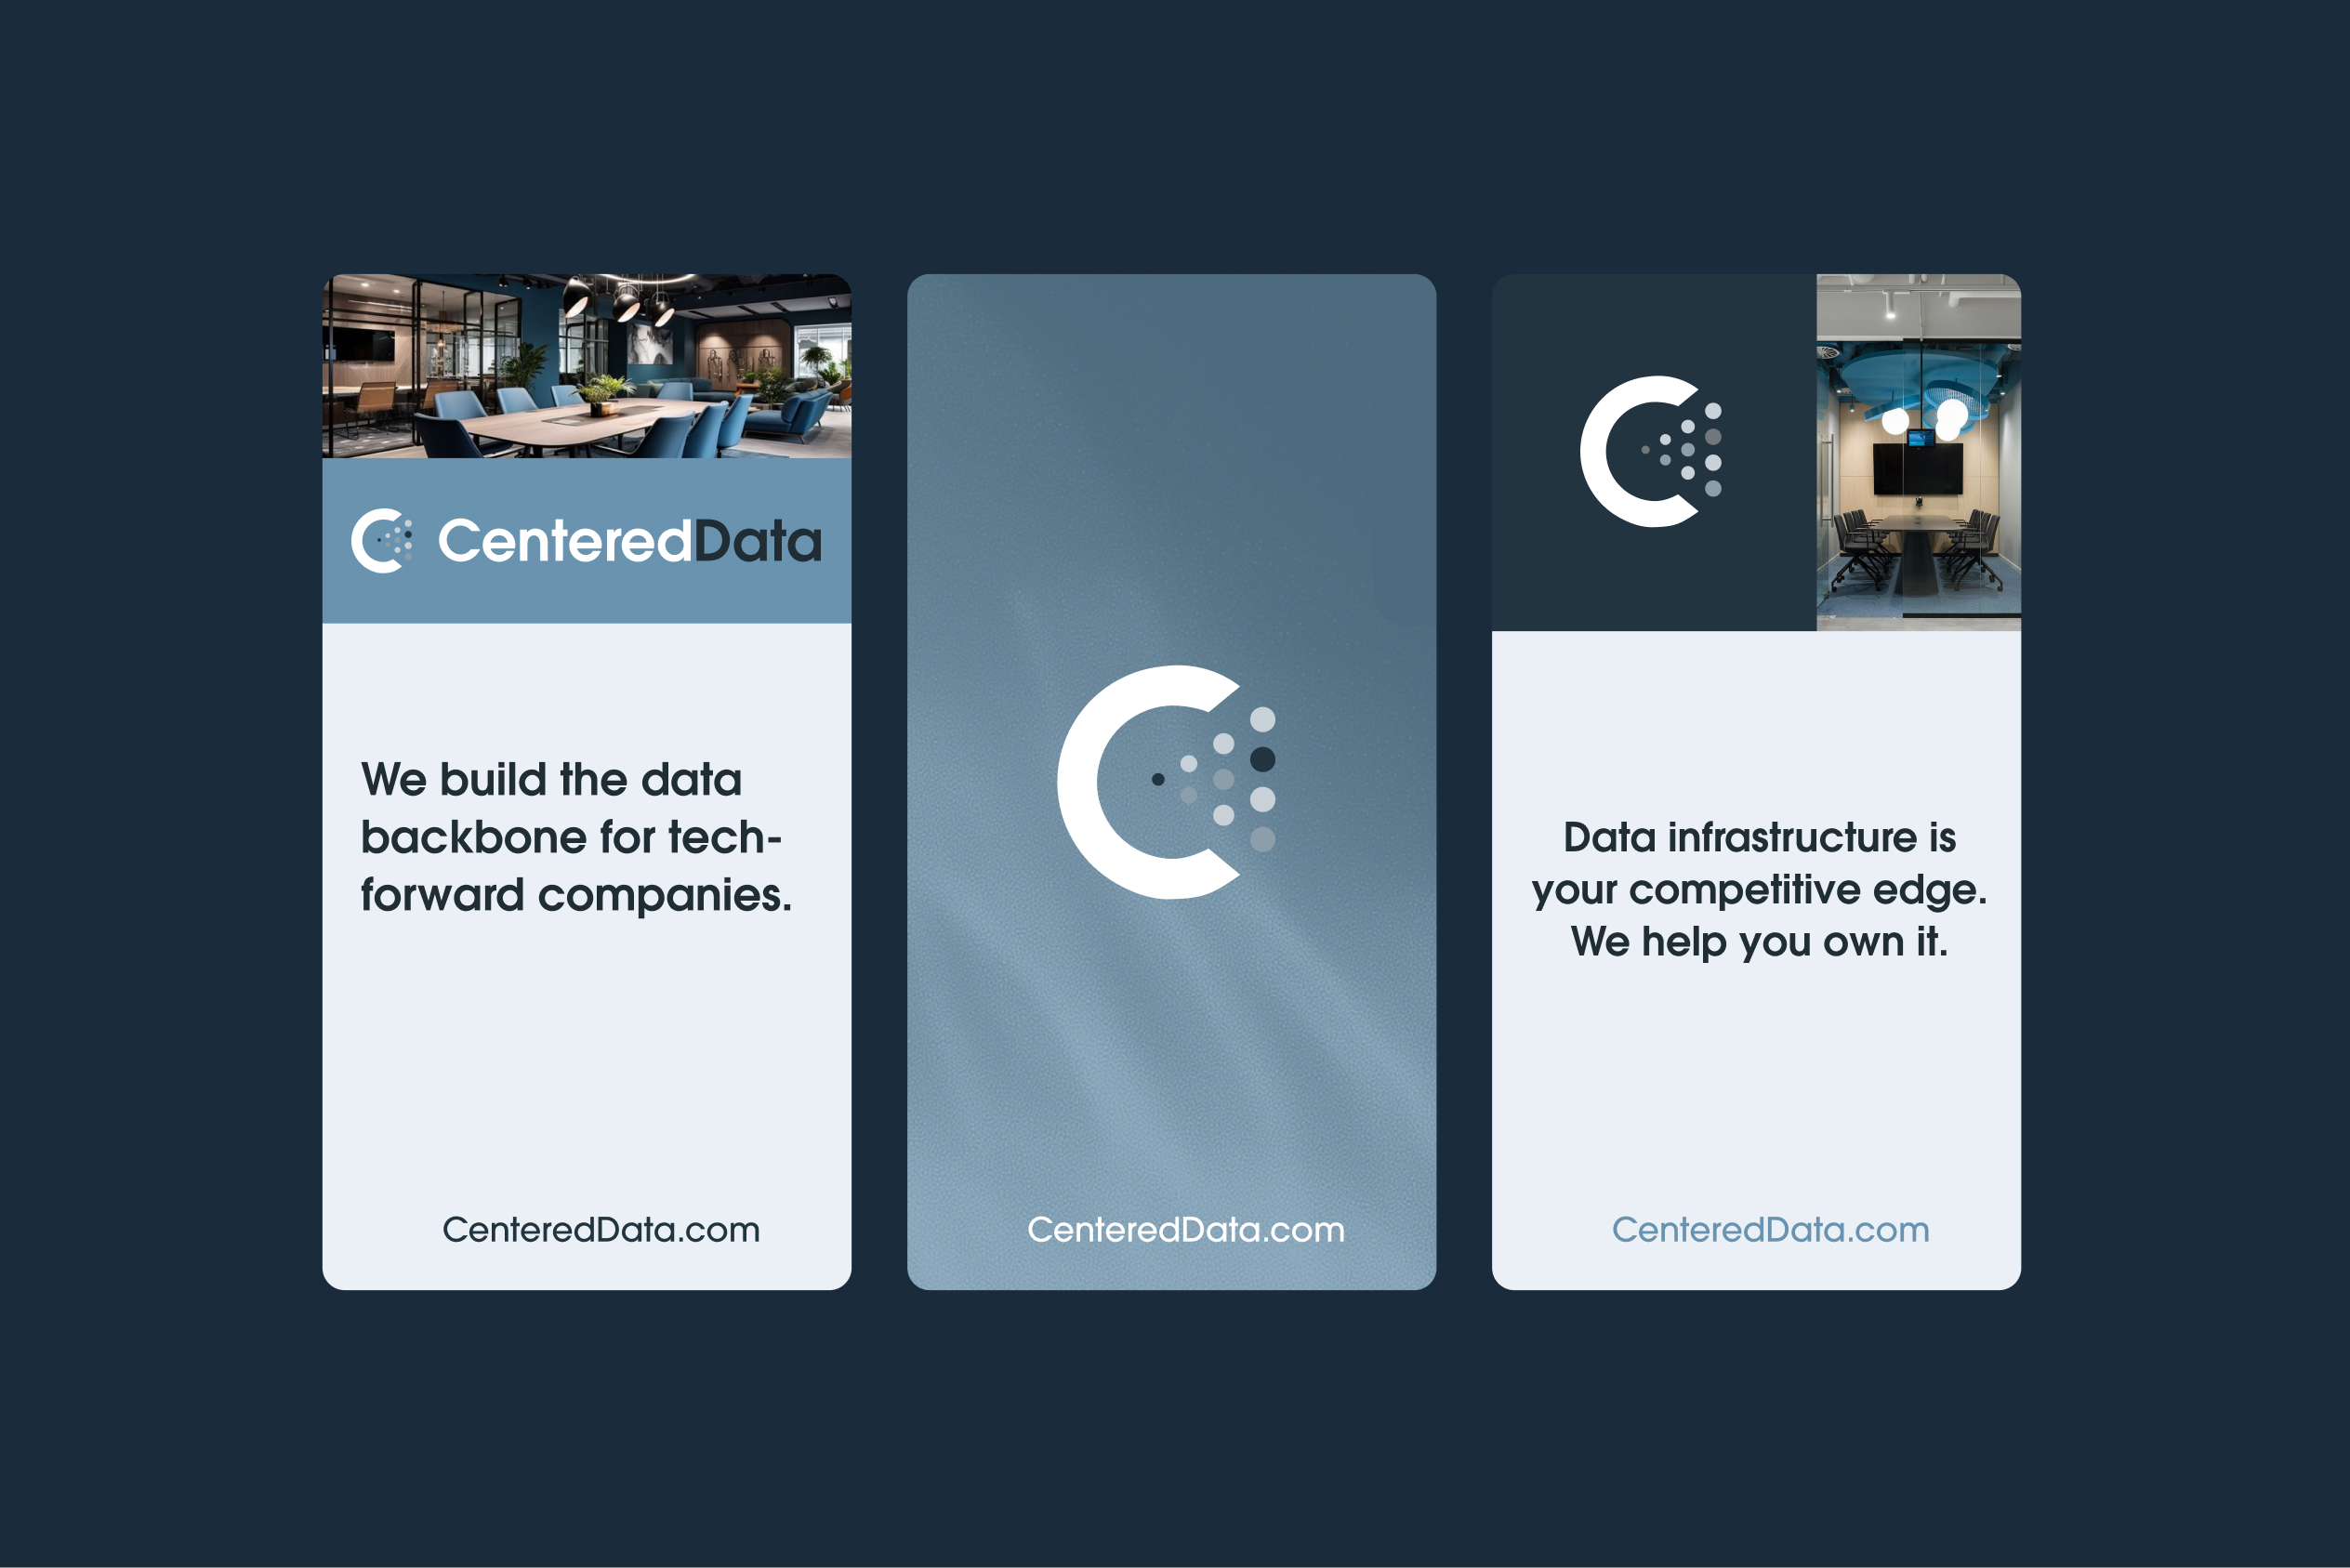 CenteredData
We build the data
backbone for tech-
forward companies.
CenteredData.com
CenteredData.com
Data infrastructure is
your competitive edge.
We help you own it.
CenteredData.com